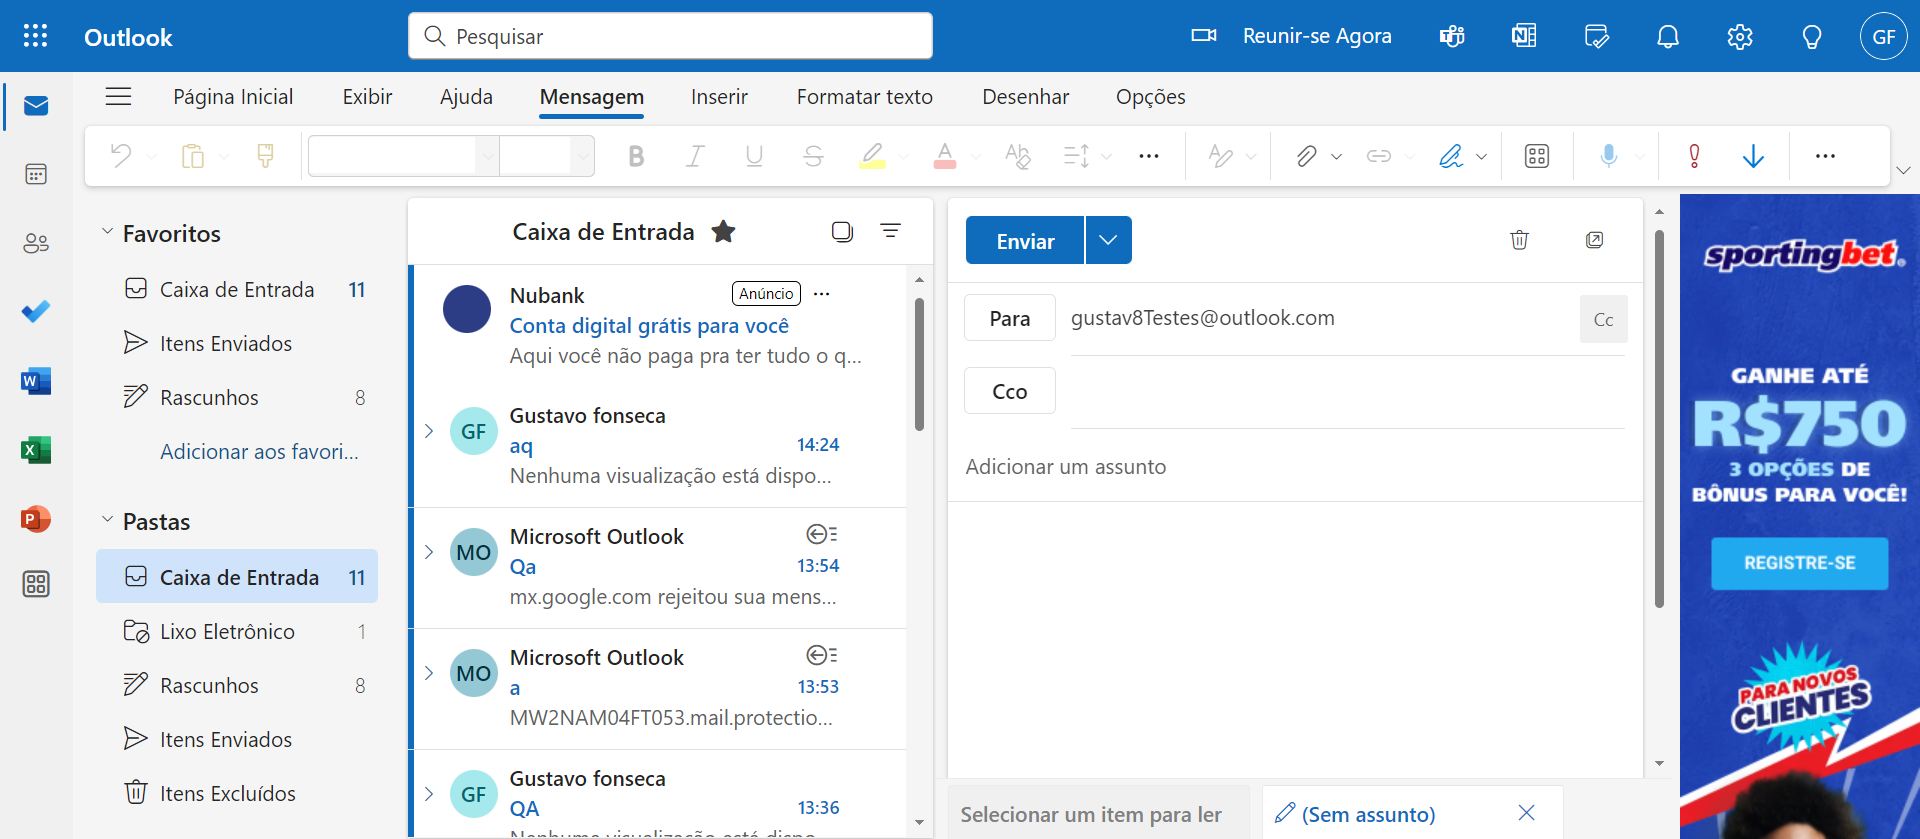 Outlook
Pesquisar
Reunir-se Agora
GF
Página Inicial
Exibir
Ajuda
Mensagem
Inserir
Formatar texto
Desenhar
Opções
Favoritos
Caixa de Entrada 11
Itens Enviados
Rascunhos 8
Adicionar aos favori...
Pastas
Caixa de Entrada 11
Lixo Eletrônico 1
Rascunhos 8
Itens Enviados
Itens Excluídos
Caixa de Entrada
Nubank
Anúncio
Conta digital grátis para você
Aqui você não paga pra ter tudo o q...
GF
Gustavo fonseca
aq 14:24
Nenhuma visualização está dispo...
MO
Microsoft Outlook
Qa 13:54
mx.google.com rejeitou sua mens...
MO
Microsoft Outlook
a 13:53
MW2NAM04FT053.mail.protectio...
GF
Gustavo fonseca
QA 13:36
Nenhuma visualização está dispo...
Enviar
Para
gustav8Testes@outlook.com
Cc
Cco
Adicionar um assunto
Selecionar um item para ler
(Sem assunto)
sportingbet.
GANHE ATÉ
R$750
3 OPÇÕES DE
BÔNUS PARA VOCÊ!
REGISTRE-SE
PARA NOVOS
CLIENTES